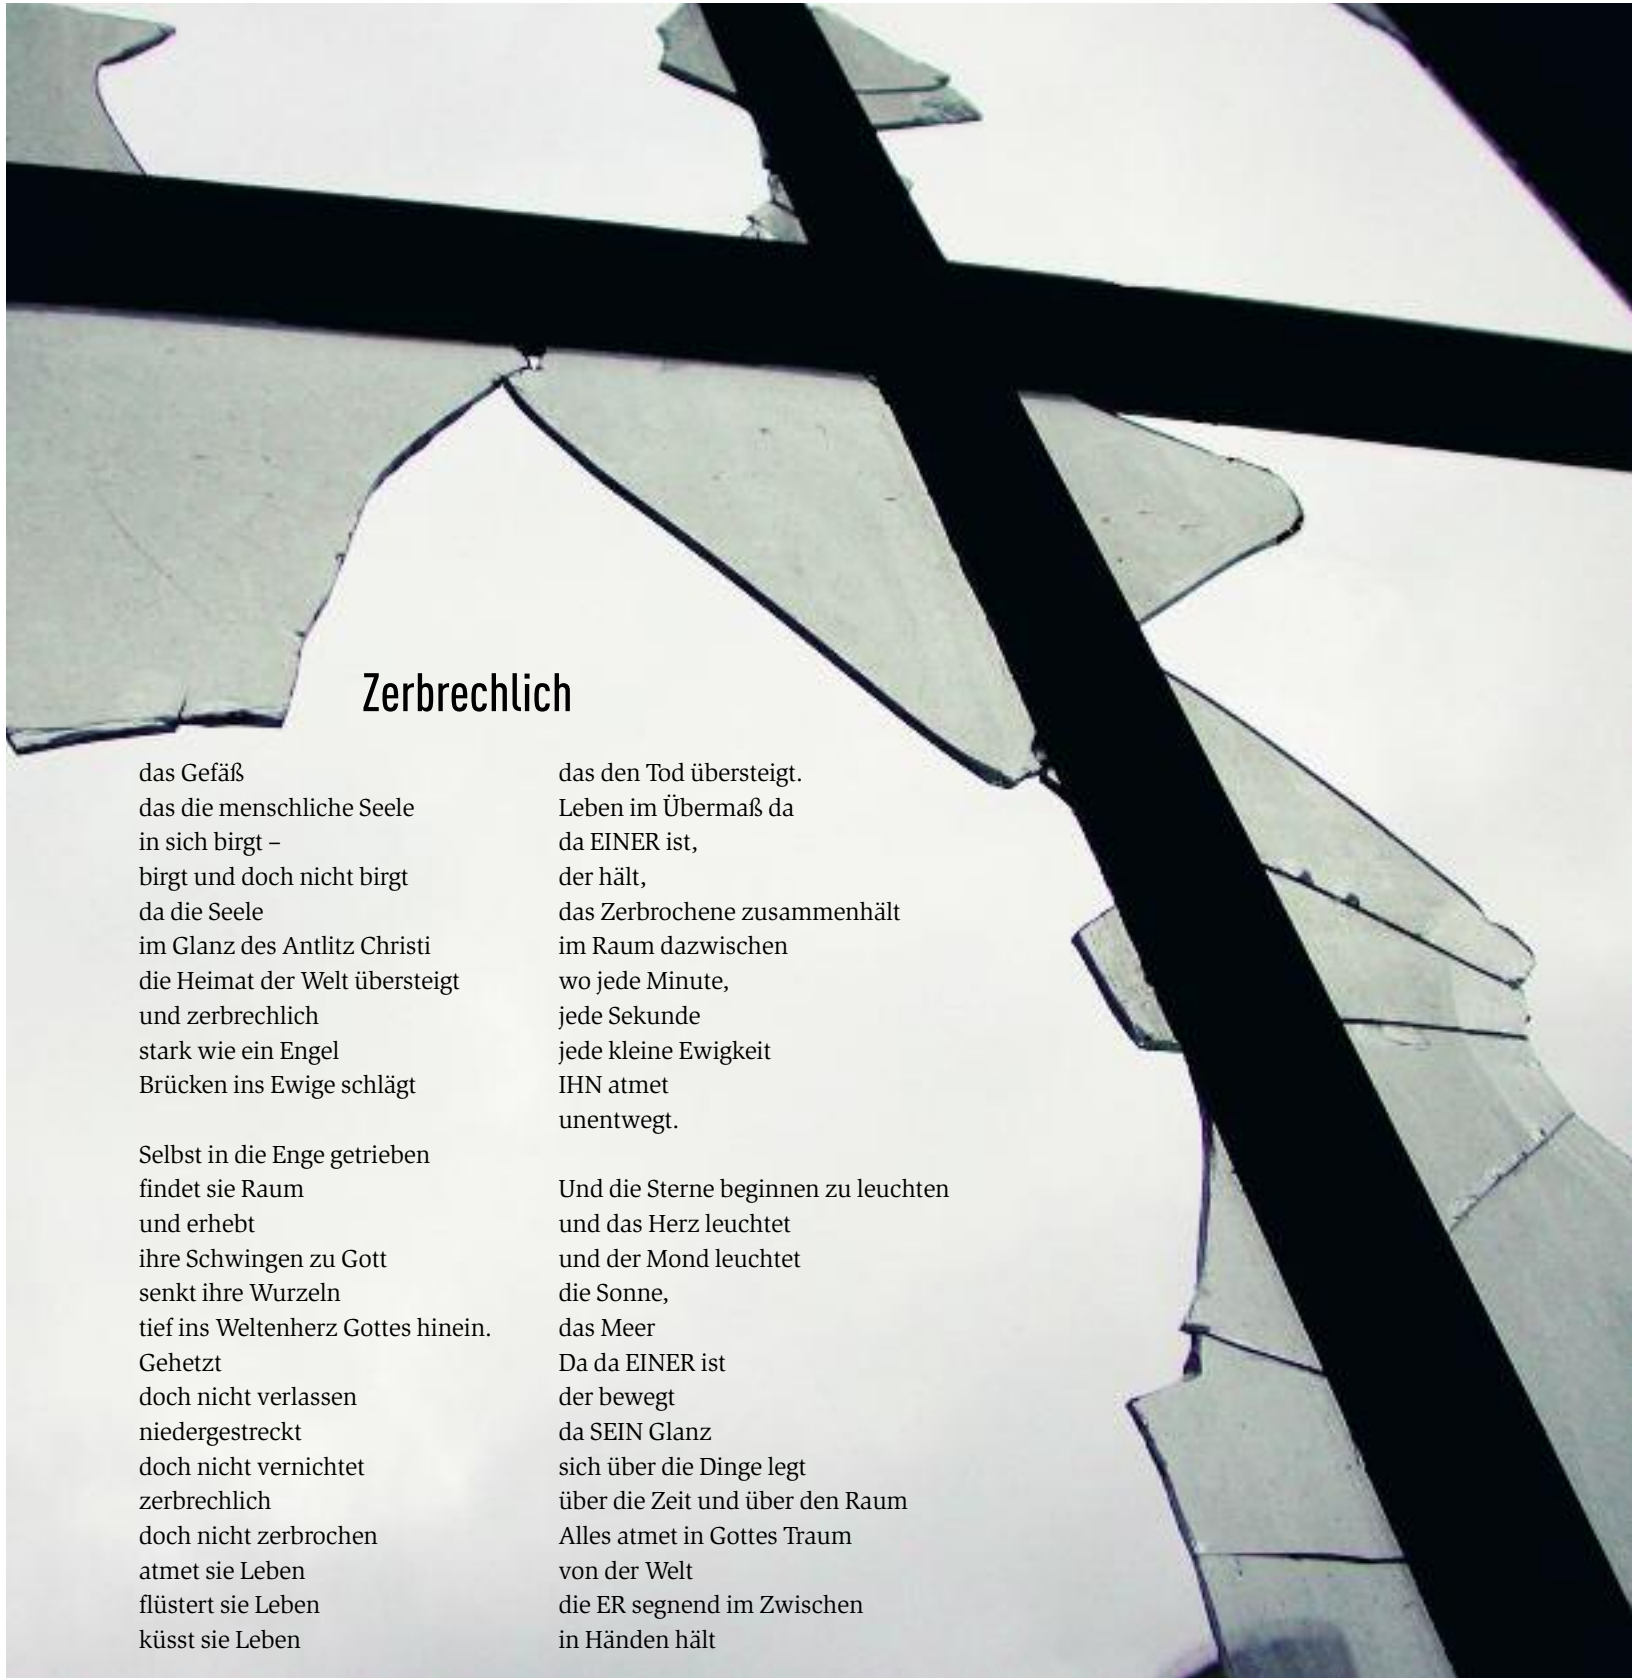 Zerbrechlich
das Gefäß
das die menschliche Seele
in sich birgt –
birgt und doch nicht birgt
da die Seele
im Glanz des Antlitz Christi
die Heimat der Welt übersteigt
und zerbrechlich
stark wie ein Engel
Brücken ins Ewige schlägt

Selbst in die Enge getrieben
findet sie Raum
und erhebt
ihre Schwingen zu Gott
senkt ihre Wurzeln
tief ins Weltenherz Gottes hinein.
Gehetzt
doch nicht verlassen
niedergestreckt
doch nicht vernichtet
zerbrechlich
doch nicht zerbrochen
atmet sie Leben
flüstert sie Leben
küsst sie Leben
das den Tod übersteigt.
Leben im Übermaß da
da EINER ist,
der hält,
das Zerbrochene zusammenhält
im Raum dazwischen
wo jede Minute,
jede Sekunde
jede kleine Ewigkeit
IHN atmet
unentwegt.

Und die Sterne beginnen zu leuchten
und das Herz leuchtet
und der Mond leuchtet
die Sonne,
das Meer
Da da EINER ist
der bewegt
da SEIN Glanz
sich über die Dinge legt
über die Zeit und über den Raum
Alles atmet in Gottes Traum
von der Welt
die ER segnend im Zwischen
in Händen hält